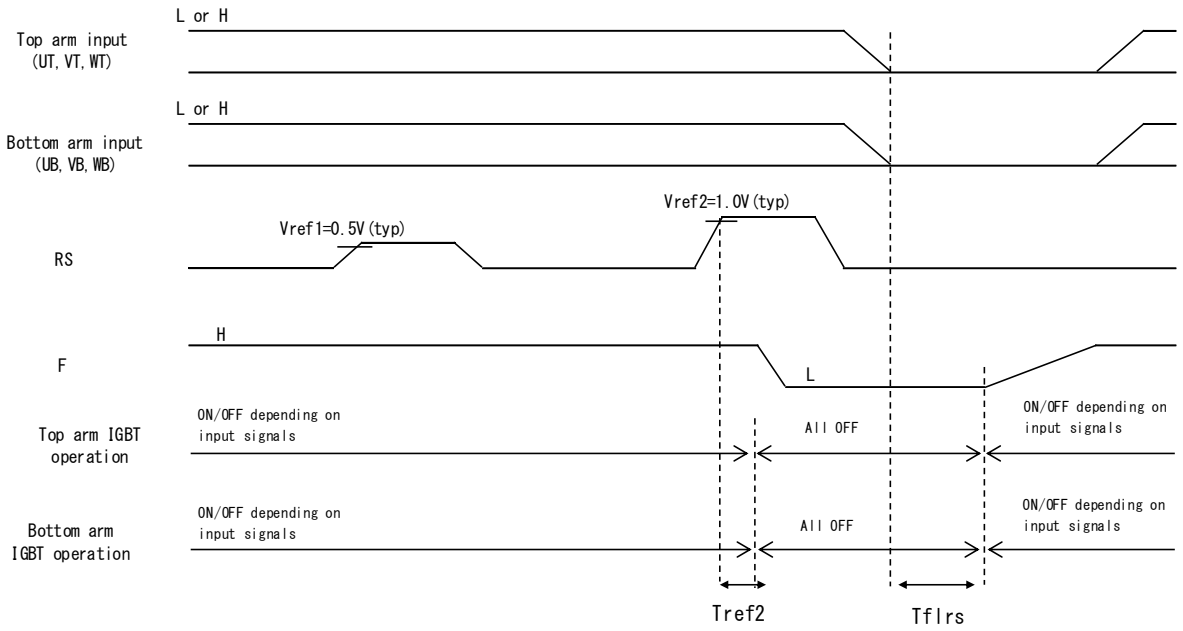 L or H
Top arm input
(UT, VT, WT)
L or H
Bottom arm input
(UB, VB, WB)
Vref1=0.5V(typ)
Vref2=1.0V(typ)
RS
H
F
L
ON/OFF depending on
input signals
All OFF
ON/OFF depending on
input signals
Top arm IGBT
operation
ON/OFF depending on
input signals
All OFF
ON/OFF depending on
input signals
Bottom arm
IGBT operation
Tref2
Tflrs